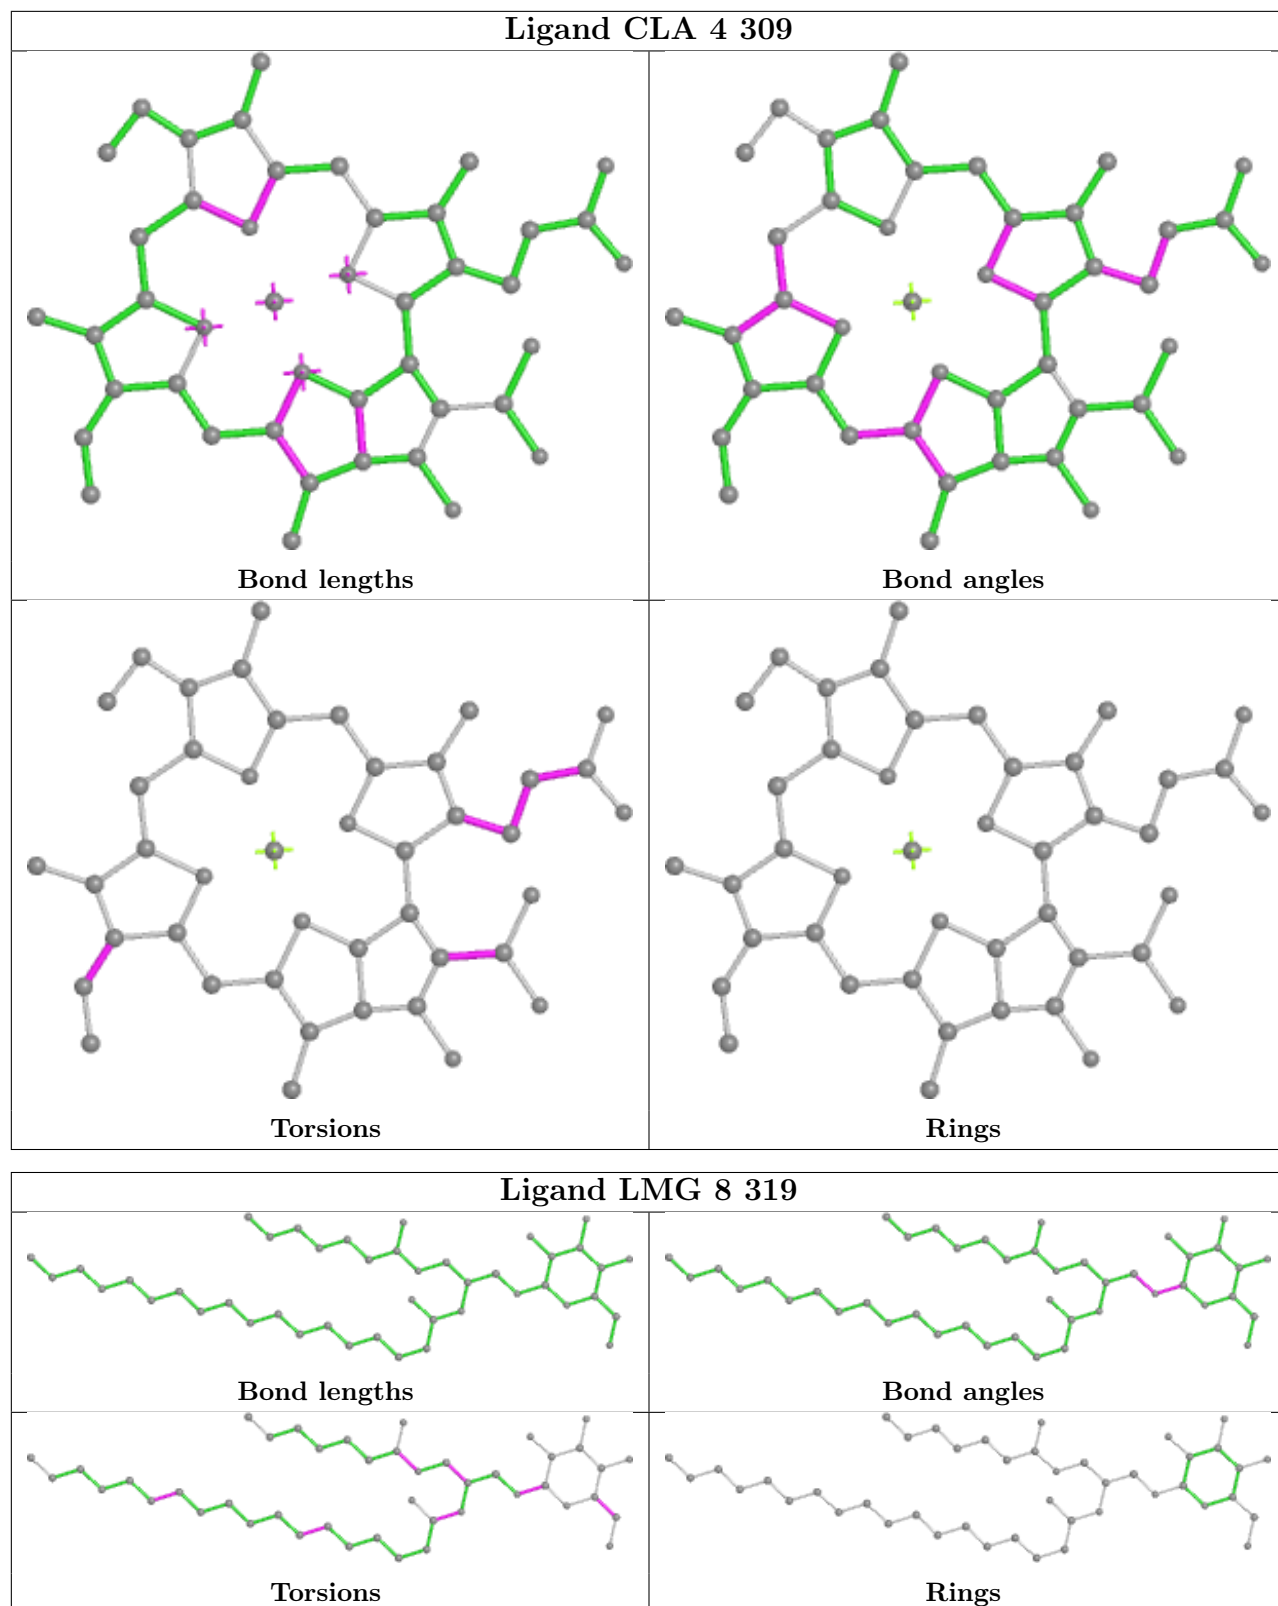 Ligand CLA 4 309
Bond lengths
Bond angles
Torsions
Rings
Ligand LMG 8 319
Bond lengths
Bond angles
Torsions
Rings